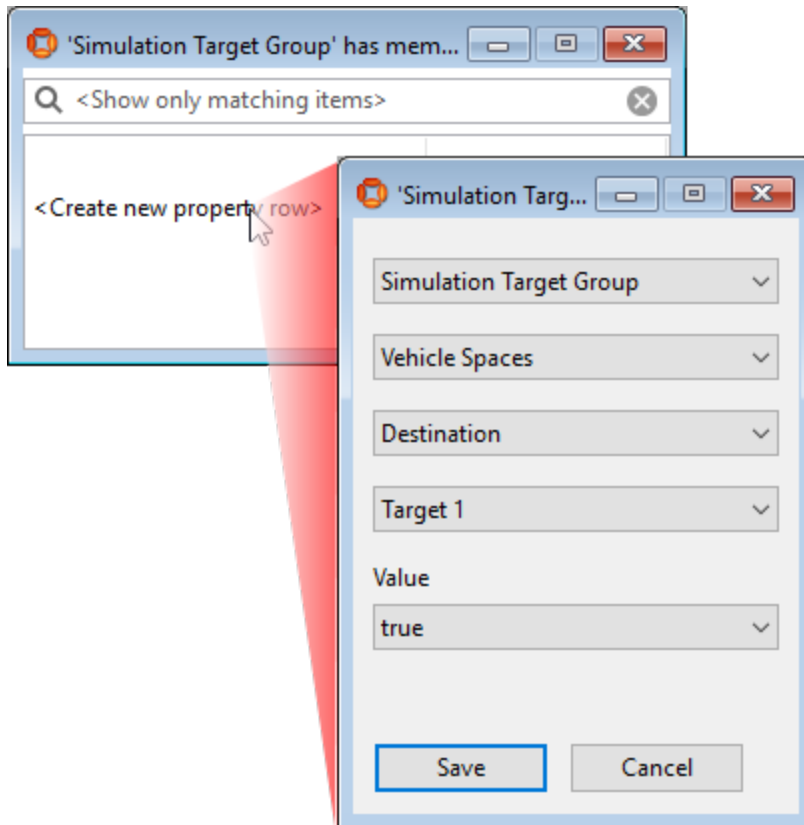 'Simulation Target Group' has mem...
<Show only matching items>
<Create new property row>
'Simulation Targ...
Simulation Target Group
Vehicle Spaces
Destination
Target 1
Value
true
Save
Cancel